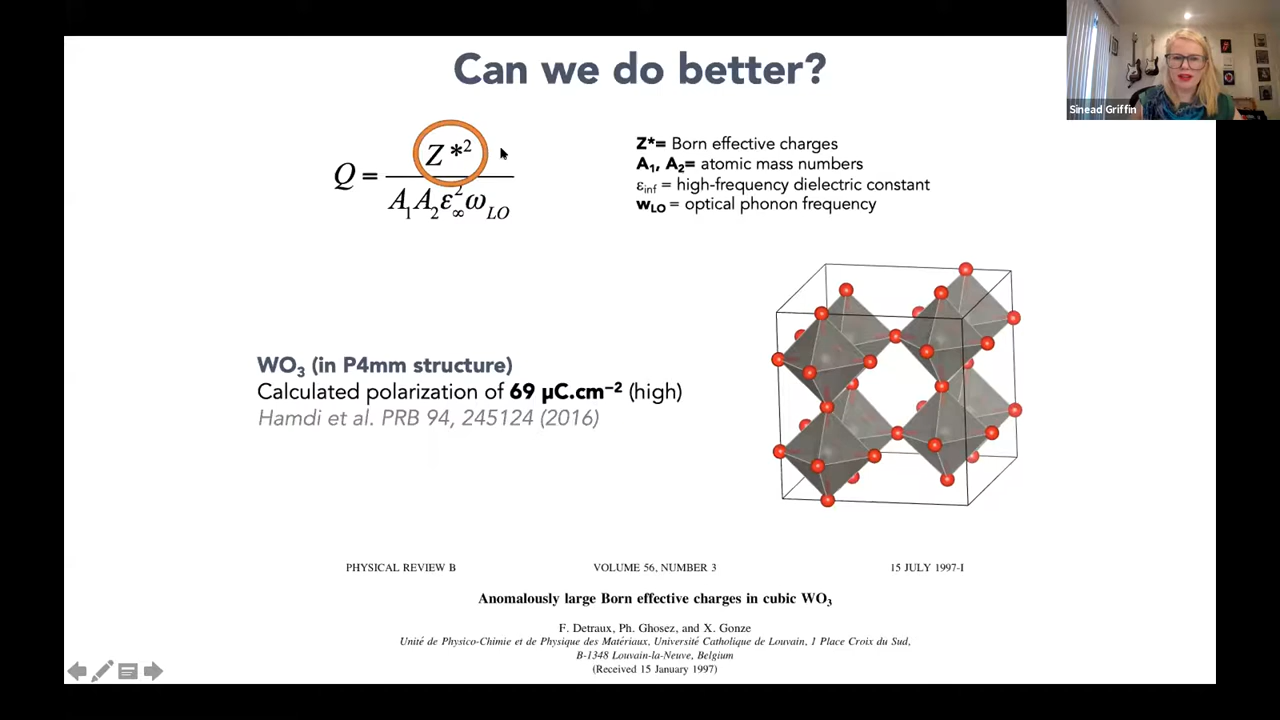 Can we do better?
Sinead Griffin
Q = Z*² / A₁A₂ε²∞ω_LO
Z*= Born effective charges
A₁, A₂= atomic mass numbers
εinf = high-frequency dielectric constant
wLO = optical phonon frequency
WO₃ (in P4mm structure)
Calculated polarization of 69 µC.cm⁻² (high)
Hamdi et al. PRB 94, 245124 (2016)
PHYSICAL REVIEW B VOLUME 56, NUMBER 3 15 JULY 1997-I
Anomalously large Born effective charges in cubic WO₃
F. Detraux, Ph. Ghosez, and X. Gonze
Unité de Physico-Chimie et de Physique des Matériaux, Université Catholique de Louvain, 1 Place Croix du Sud,
B-1348 Louvain-la-Neuve, Belgium
(Received 15 January 1997)